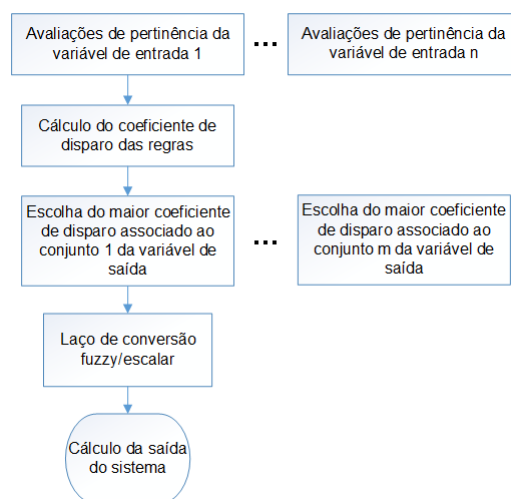 Avaliações de pertinência da
variável de entrada 1
...
Avaliações de pertinência da
variável de entrada n
Cálculo do coeficiente de
disparo das regras
Escolha do maior coeficiente
de disparo associado ao
conjunto 1 da variável de
saída
...
Escolha do maior coeficiente
de disparo associado ao
conjunto m da variável de
saída
Laço de conversão
fuzzy/escalar
Cálculo da saída
do sistema